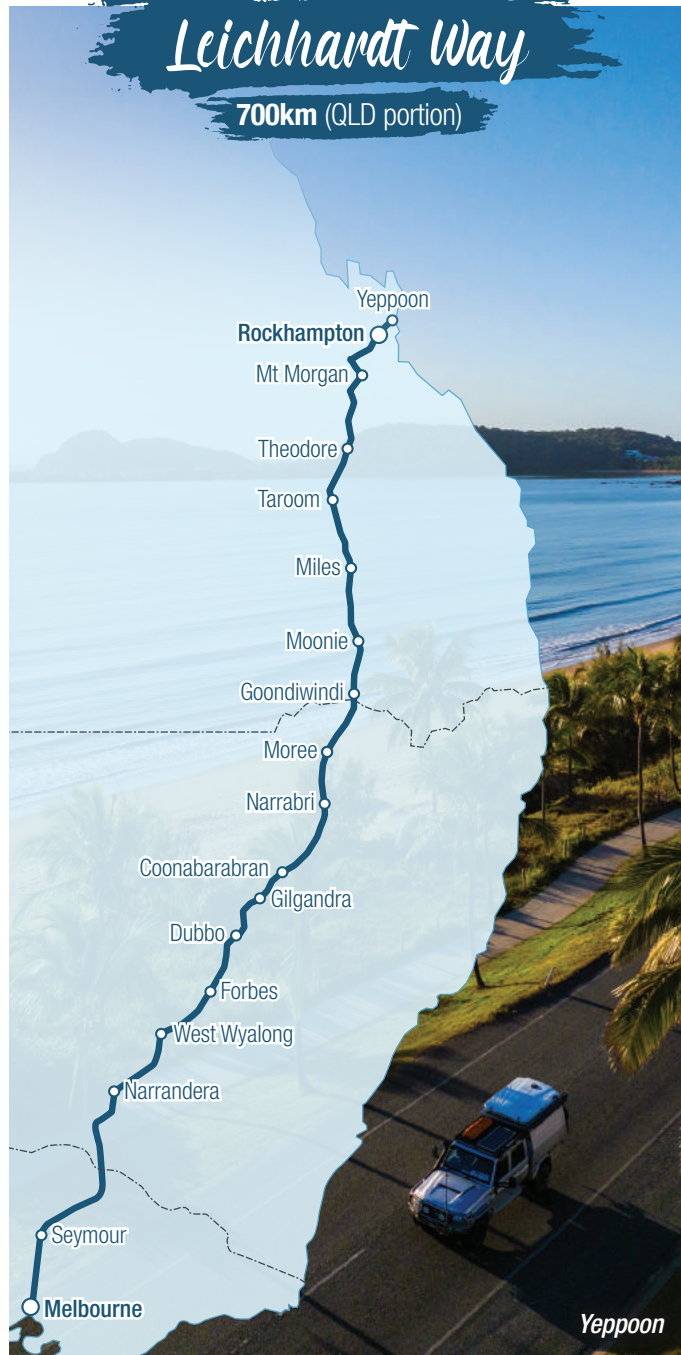 Leichhardt Way
700km (QLD portion)
Yeppoon
Rockhampton
Mt Morgan
Theodore
Taroom
Miles
Moonie
Goondiwindi
Moree
Narrabri
Coonabarabran
Gilgandra
Dubbo
Forbes
West Wyalong
Narrandera
Seymour
Melbourne
Yeppoon